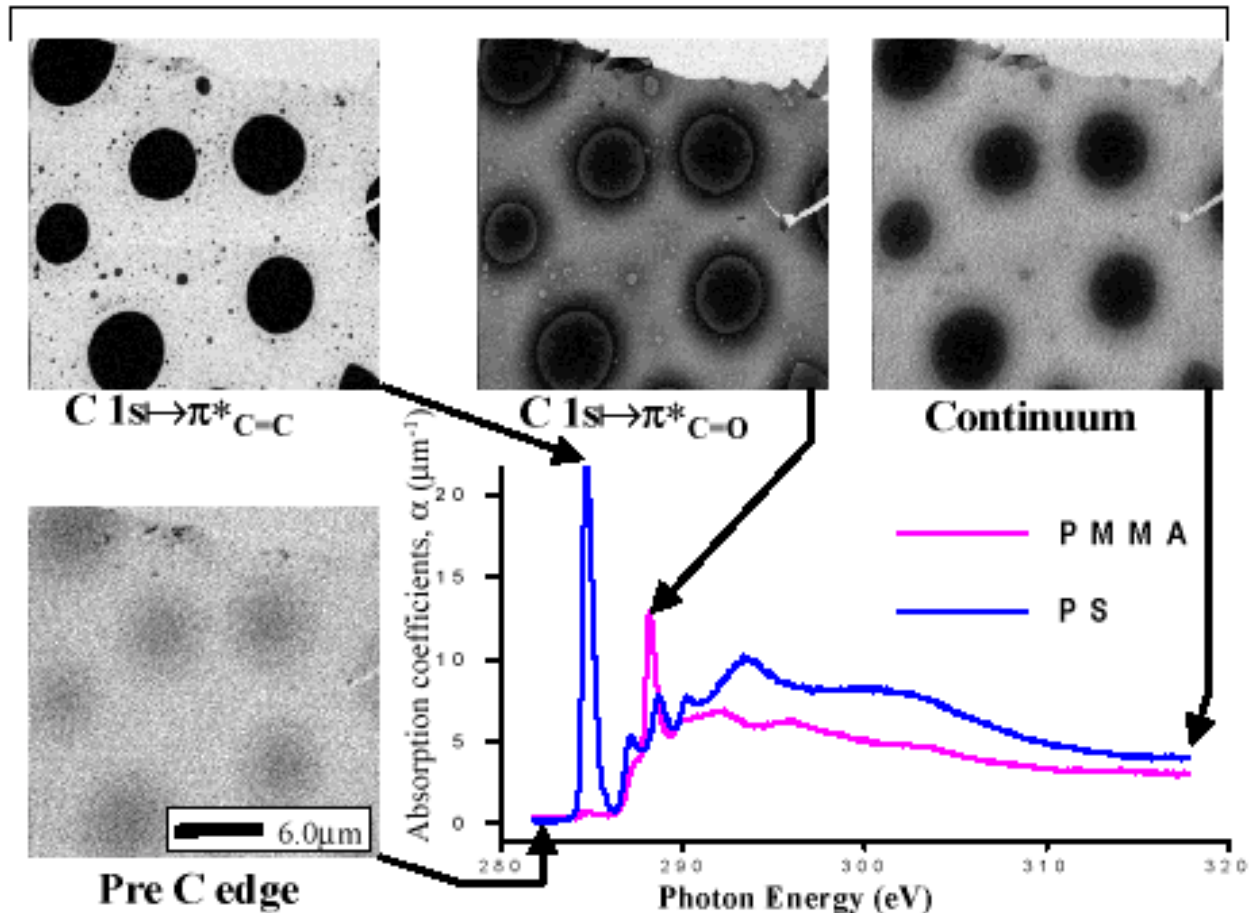 C 1s↦π*C=C
C 1s↦π*C=O
Continuum
Absorption coefficients, α (μm⁻¹)
20
15
10
5
0
P M M A
P S
6.0μm
Pre C edge
280
290
300
310
320
Photon Energy (eV)